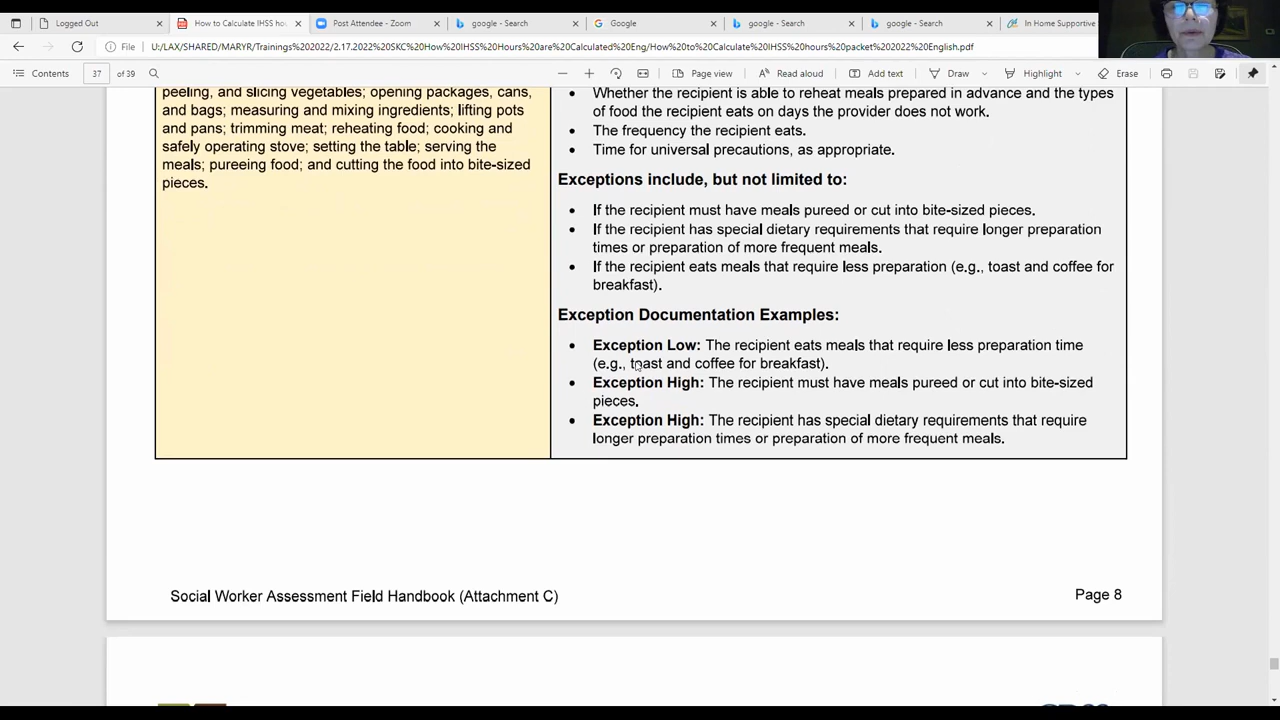 Logged Out
How to Calculate IHSS hou
Post Attendee - Zoom
google - Search
Google
google - Search
google - Search
In Home Supportive
File
U:/LAX/SHARED/MARYR/Trainings%202022/2.17.2022%20SKC%20How%20IHSS%20Hours%20are%20Calculated%20Eng/How%20to%20Calculate%20IHSS%20hours%20packet%202022%20English.pdf
Contents
37
of 39
Page view
Read aloud
Add text
Draw
Highlight
Erase
peeling, and slicing vegetables; opening packages, cans,
and bags; measuring and mixing ingredients; lifting pots
and pans; trimming meat; reheating food; cooking and
safely operating stove; setting the table; serving the
meals; pureeing food; and cutting the food into bite-sized
pieces.
• Whether the recipient is able to reheat meals prepared in advance and the types
of food the recipient eats on days the provider does not work.
• The frequency the recipient eats.
• Time for universal precautions, as appropriate.
Exceptions include, but not limited to:
• If the recipient must have meals pureed or cut into bite-sized pieces.
• If the recipient has special dietary requirements that require longer preparation
times or preparation of more frequent meals.
• If the recipient eats meals that require less preparation (e.g., toast and coffee for
breakfast).
Exception Documentation Examples:
• Exception Low: The recipient eats meals that require less preparation time
(e.g., toast and coffee for breakfast).
• Exception High: The recipient must have meals pureed or cut into bite-sized
pieces.
• Exception High: The recipient has special dietary requirements that require
longer preparation times or preparation of more frequent meals.
Social Worker Assessment Field Handbook (Attachment C)
Page 8